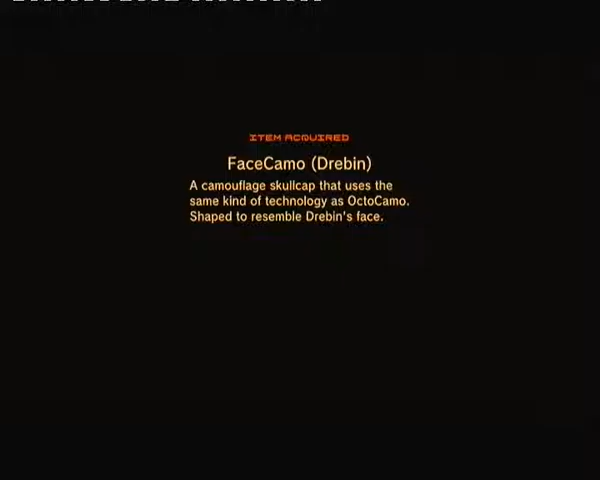 ITEM ACQUIRED
FaceCamo (Drebin)
A camouflage skullcap that uses the
same kind of technology as OctoCamo.
Shaped to resemble Drebin's face.